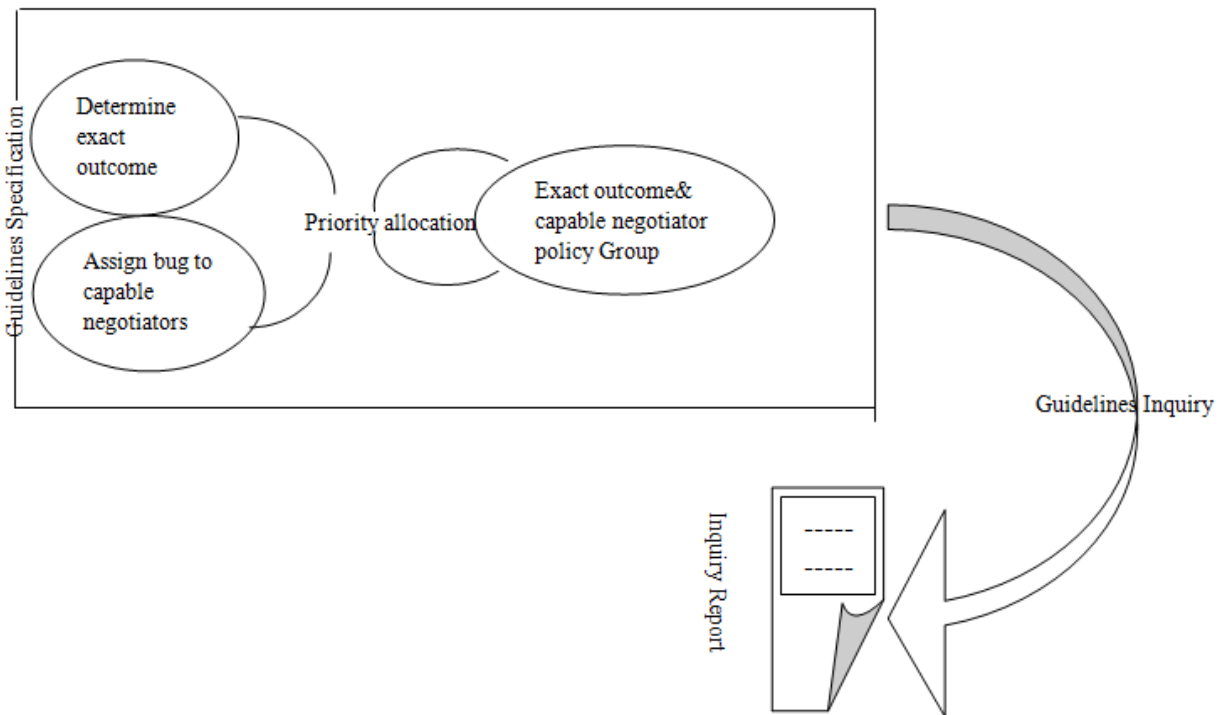 Guidelines Specification
Determine
exact
outcome
Assign bug to
capable
negotiators
Priority allocation
Exact outcome&
capable negotiator
policy Group
Guidelines Inquiry
Inquiry Report
-----
-----